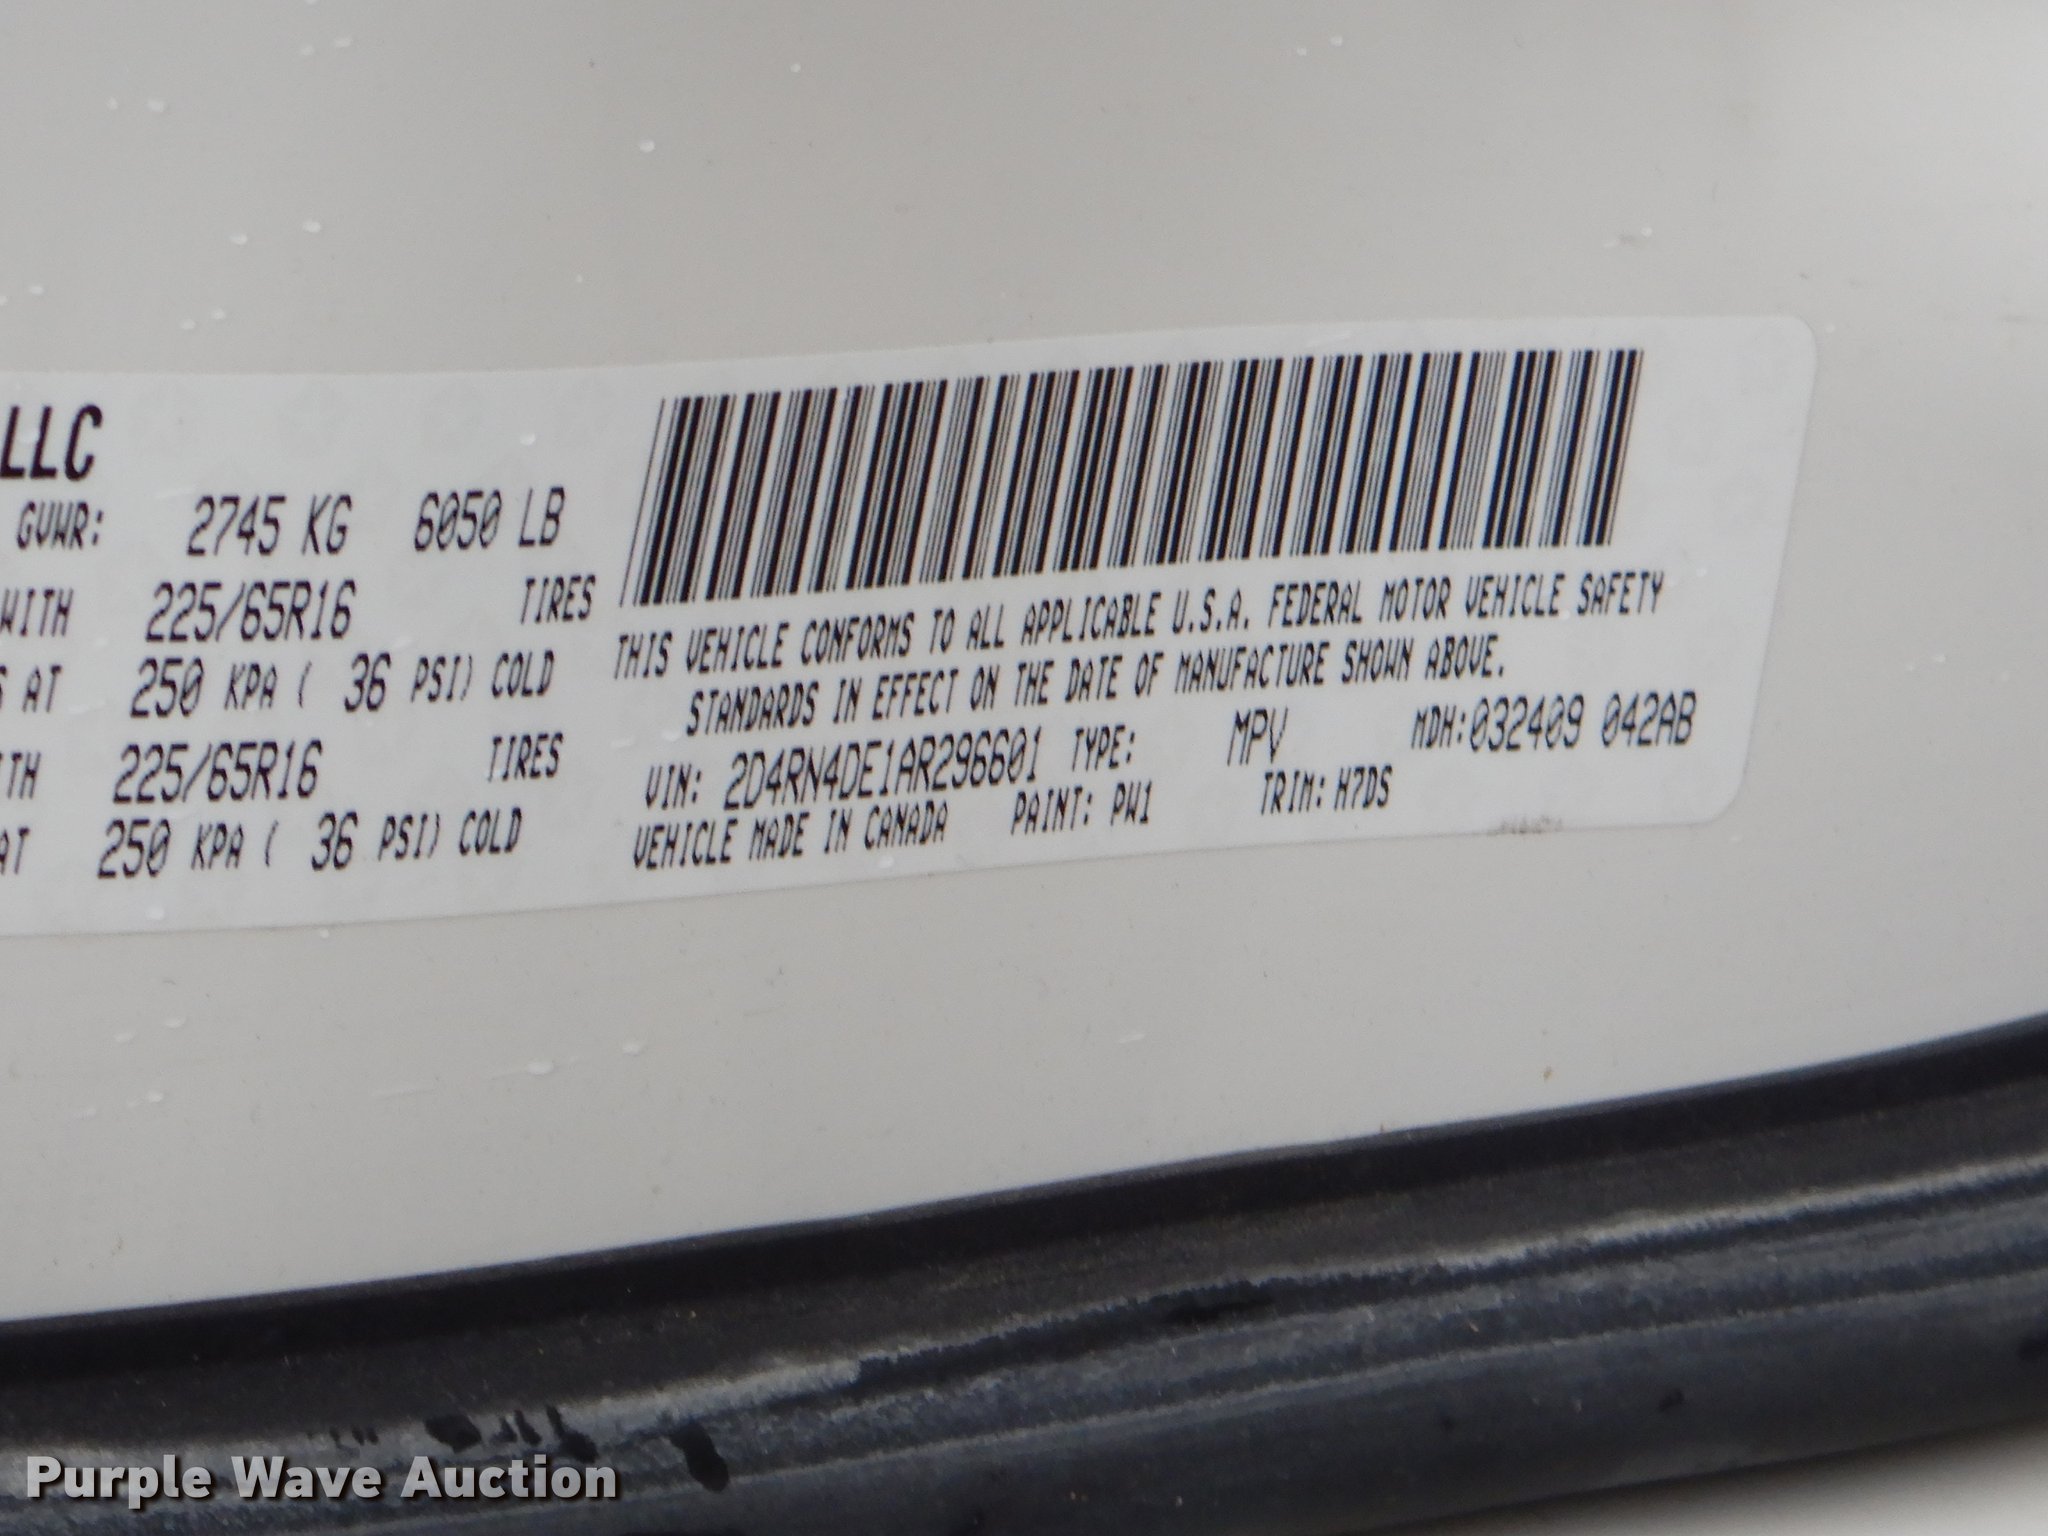 LLC
GVWR: 2745 KG 6050 LB
WITH 225/65R16 TIRES
AT 250 KPA ( 36 PSI) COLD
225/65R16 TIRES
AT 250 KPA ( 36 PSI) COLD
THIS VEHICLE CONFORMS TO ALL APPLICABLE U.S.A. FEDERAL MOTOR VEHICLE SAFETY
STANDARDS IN EFFECT ON THE DATE OF MANUFACTURE SHOWN ABOVE.
VIN: 2D4RN4DE1AR296601 TYPE: MPV MDH:032409 042AB
VEHICLE MADE IN CANADA PAINT: PW1 TRIM: H7DS
Purple Wave Auction